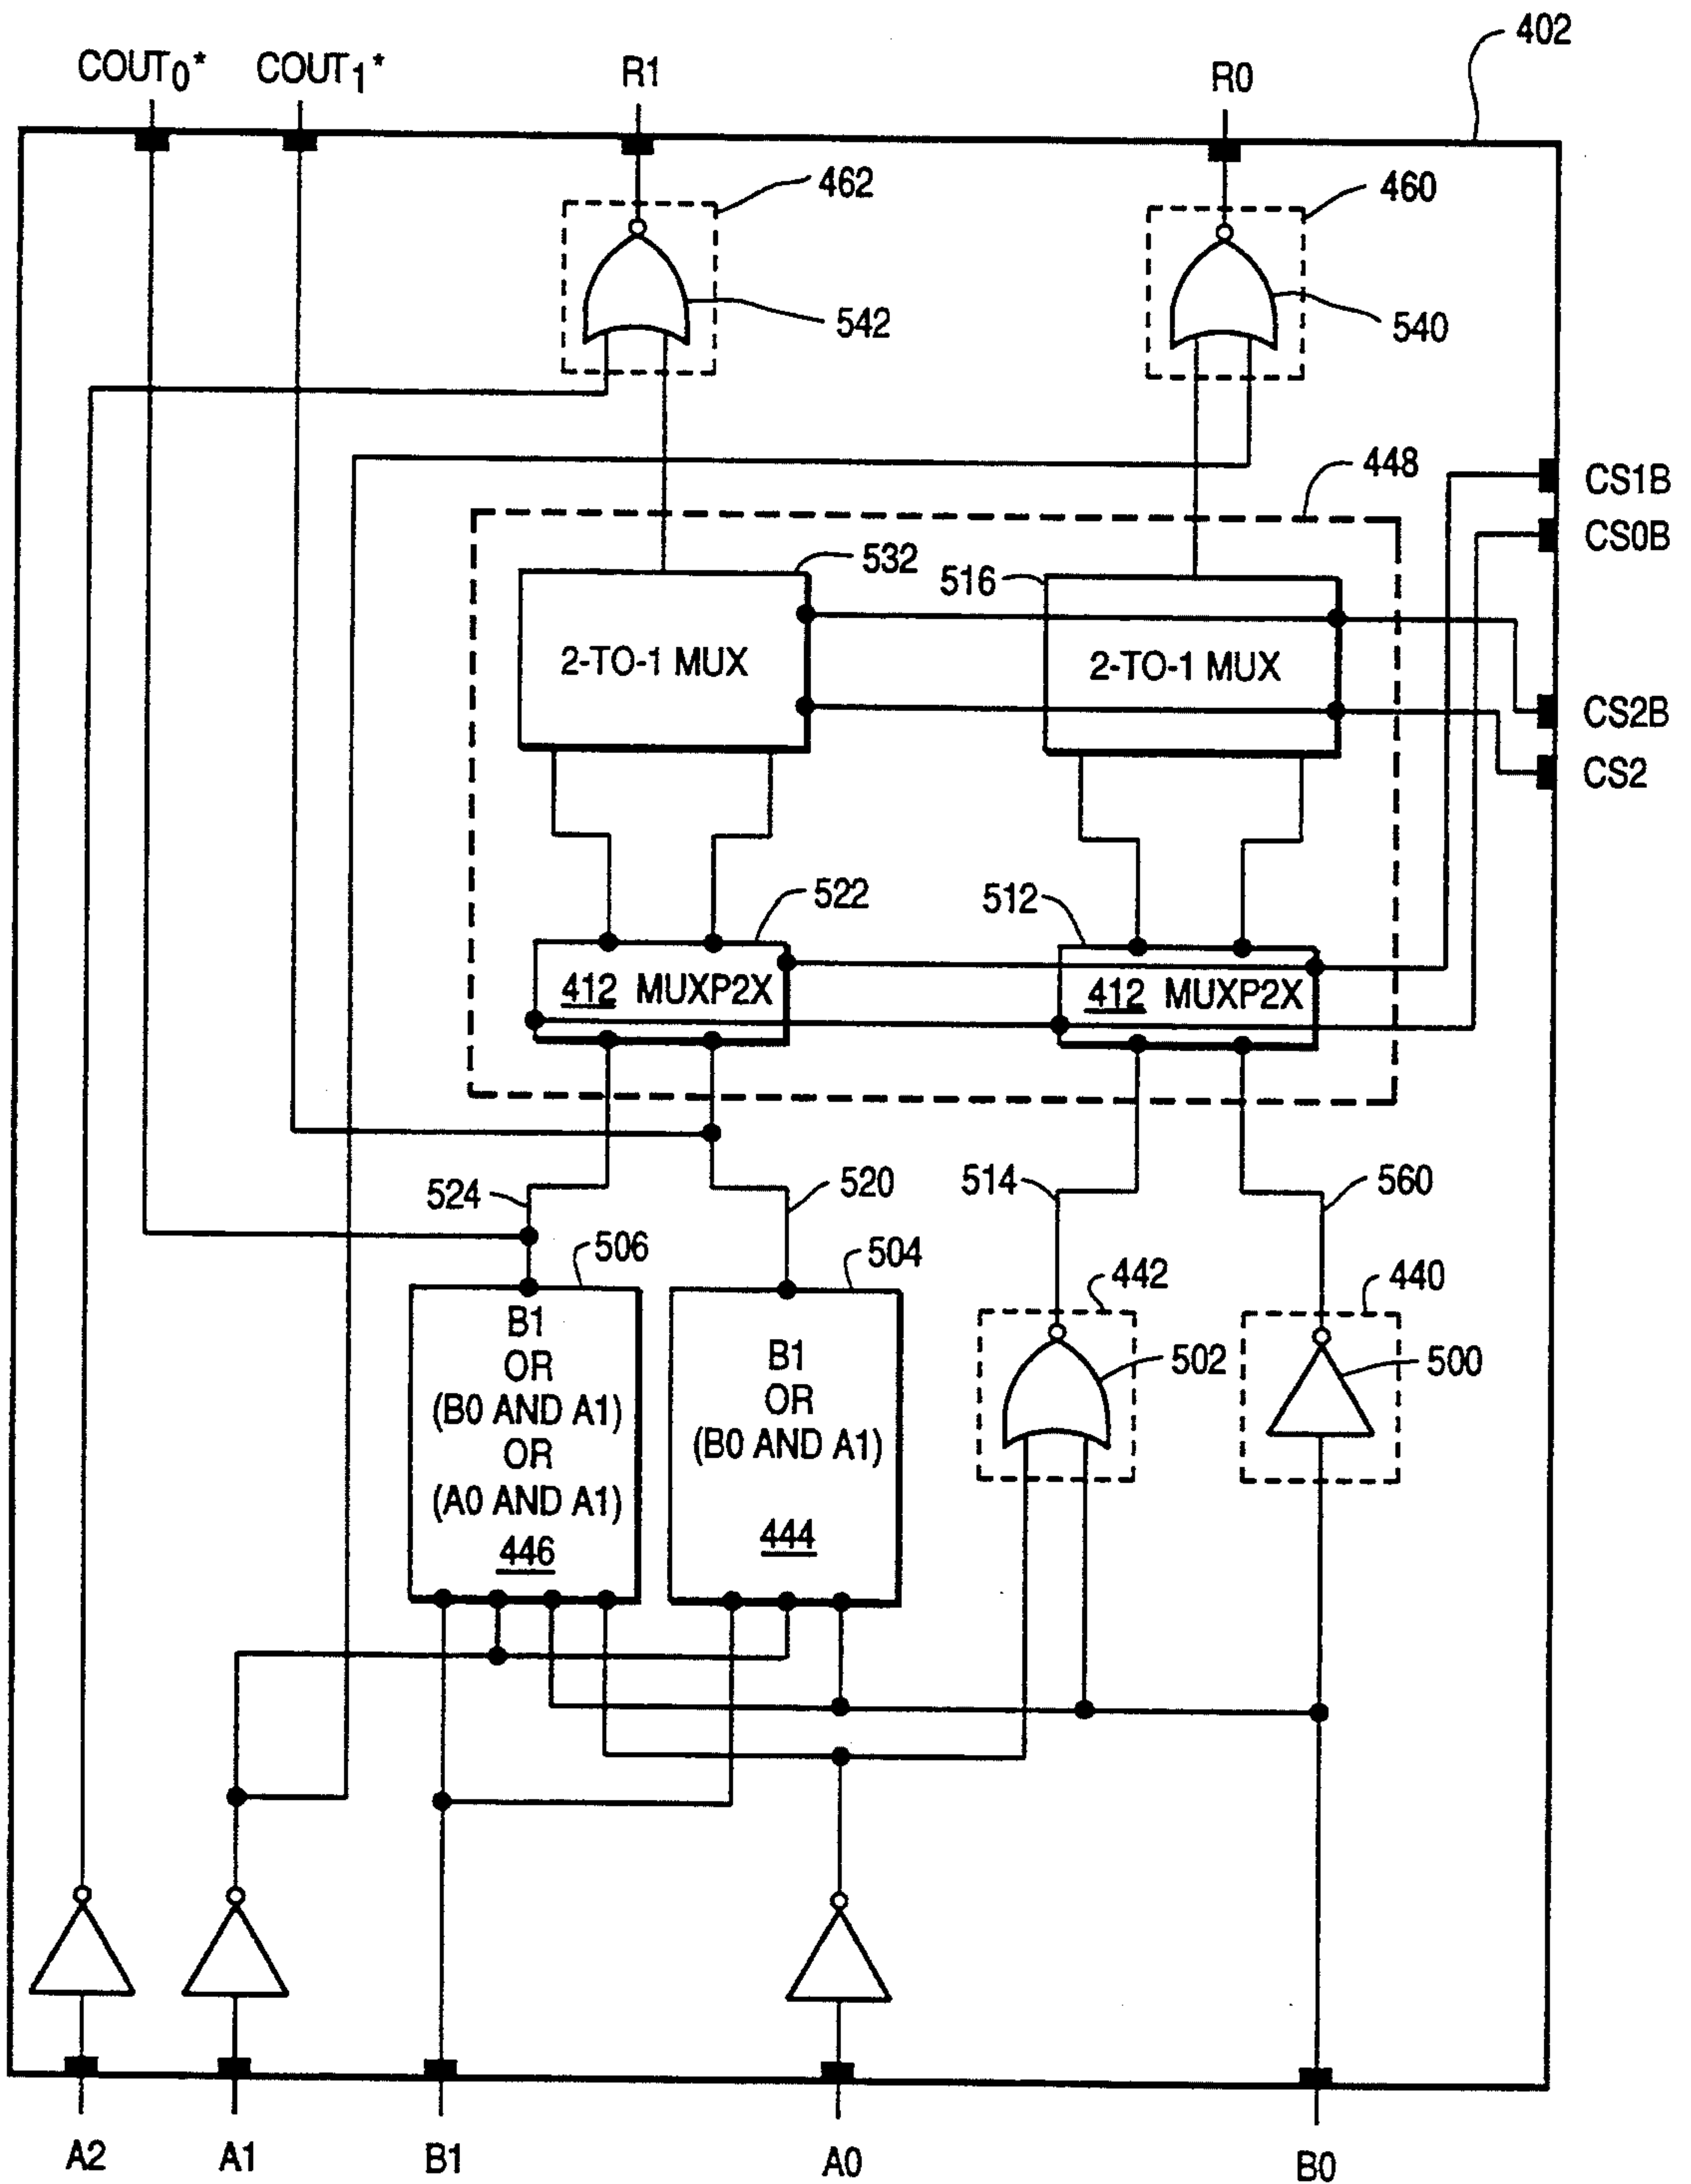 402
COUT0*
COUT1*
R1
R0
462
460
542
540
448
CS1B
CS0B
532
516
2-TO-1 MUX
2-TO-1 MUX
CS2B
CS2
522
512
412 MUXP2X
412 MUXP2X
524
520
514
560
506
504
442
440
B1
OR
(B0 AND A1)
OR
(A0 AND A1)
446
B1
OR
(B0 AND A1)
444
502
500
A2
A1
B1
A0
B0